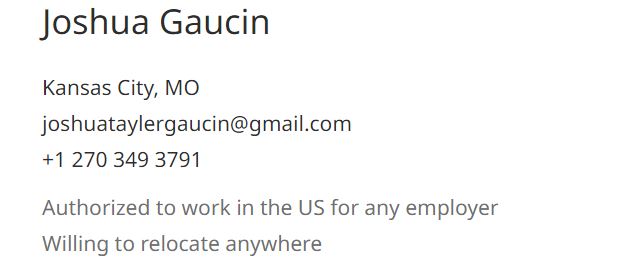 Joshua Gaucin
Kansas City, MO
joshuataylergaucin@gmail.com
+1 270 349 3791
Authorized to work in the US for any employer
Willing to relocate anywhere